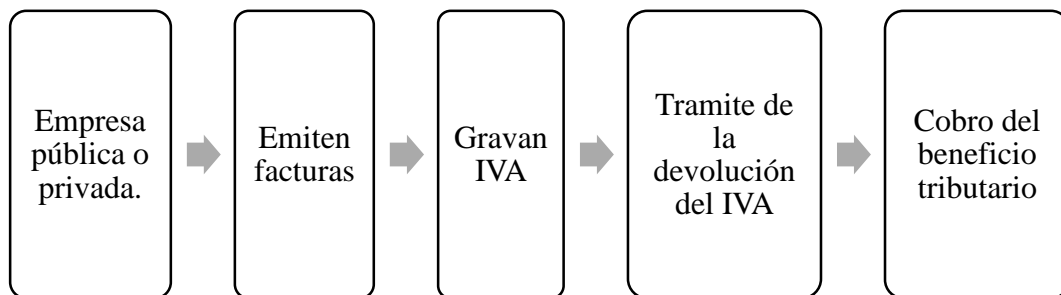 Empresa
pública o
privada.
Emiten
facturas
Gravan
IVA
Tramite de
la
devolución
del IVA
Cobro del
beneficio
tributario